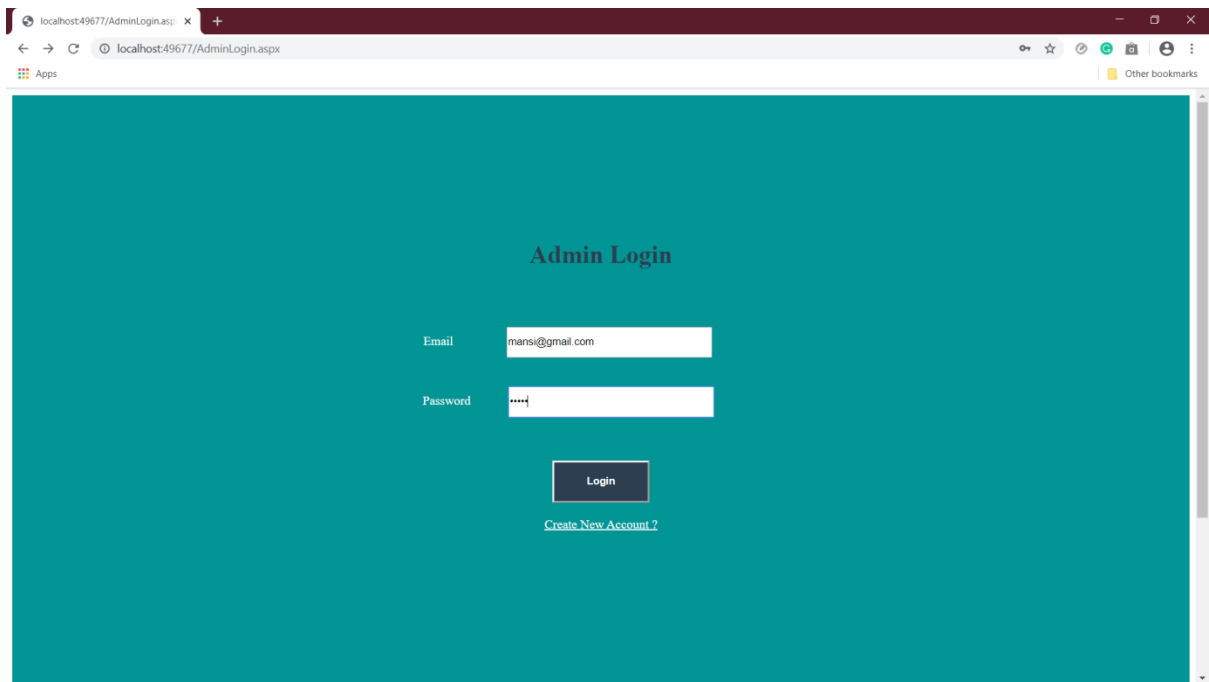 localhost:49677/AdminLogin.asp
localhost:49677/AdminLogin.aspx
Apps
Other bookmarks
Admin Login
Email
mansi@gmail.com
Password
•••••
Login
Create New Account ?